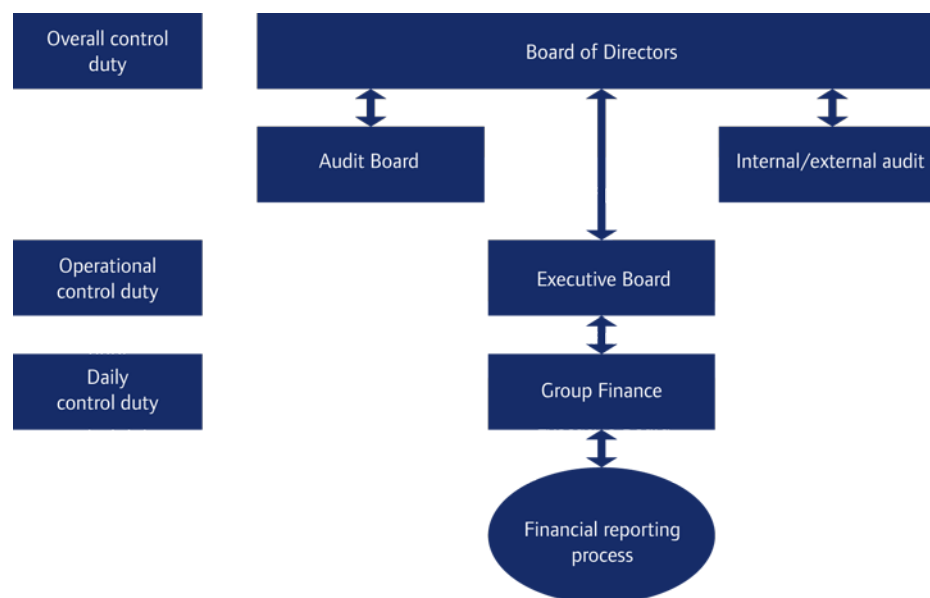 Overall control
duty
Board of Directors
Audit Board
Internal/external audit
Operational
control duty
Executive Board
Daily
control duty
Group Finance
Financial reporting
process